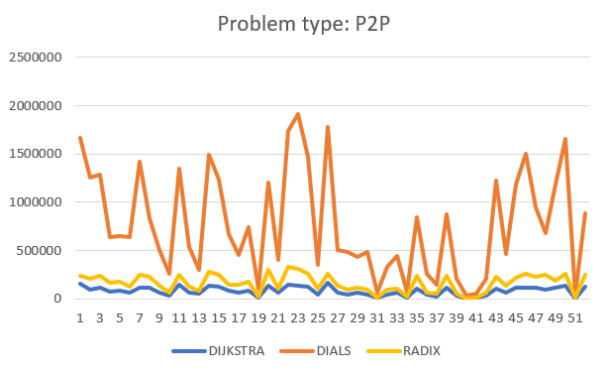 Problem type: P2P
2500000
2000000
1500000
1000000
500000
0
1 3 5 7 9 11 13 15 17 19 21 23 25 27 29 31 33 35 37 39 41 43 45 47 49 51
DIJKSTRA DIALS RADIX